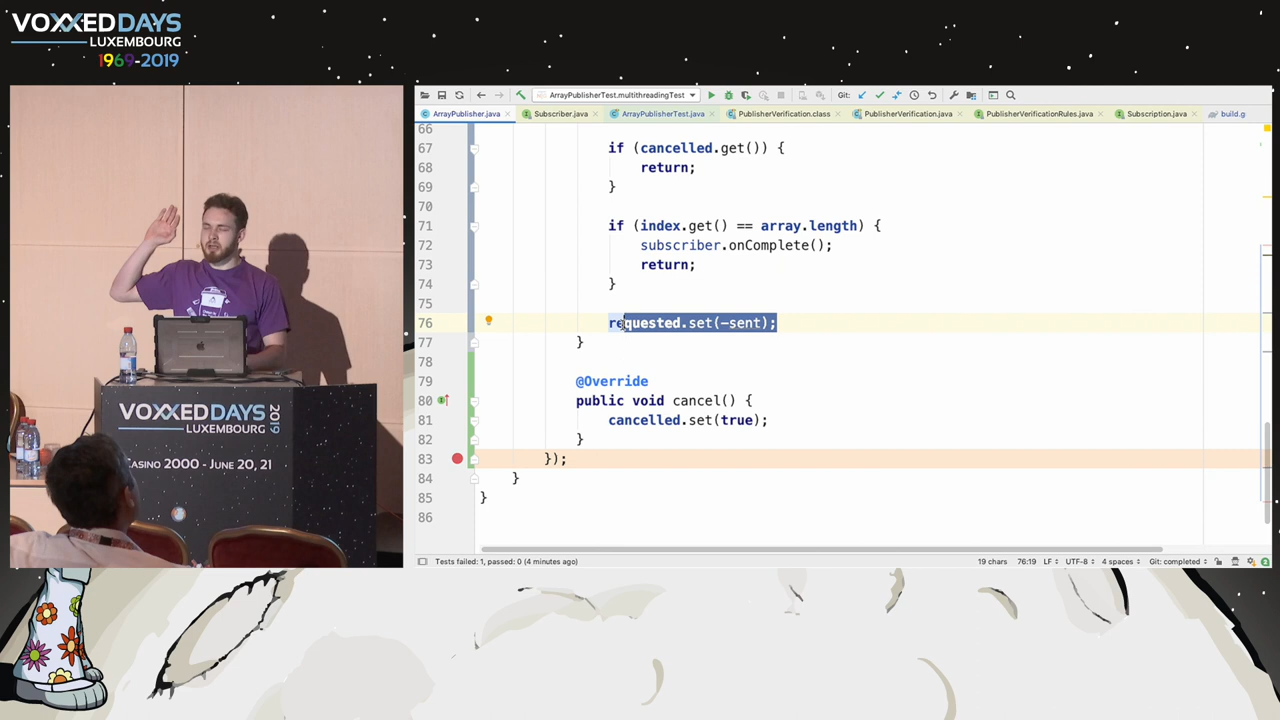 VOXXED DAYS
LUXEMBOURG
1969-2019
VOXXED DAYS
LUXEMBOURG
2019
CASINO 2000 - JUNE 20, 21
ArrayPublisherTest.multithreadingTest
Git:
ArrayPublisher.java
Subscriber.java
ArrayPublisherTest.java
PublisherVerification.class
PublisherVerification.java
PublisherVerificationRules.java
Subscription.java
build.g
66
67 if (cancelled.get()) {
68 return;
69 }
70
71 if (index.get() == array.length) {
72 subscriber.onComplete();
73 return;
74 }
75
76 requested.set(-sent);
77 }
78
79 @Override
80 public void cancel() {
81 cancelled.set(true);
82 }
83 });
84 }
85 }
86
Tests failed: 1, passed: 0 (4 minutes ago)
19 chars 76:19 LF UTF-8 4 spaces Git: completed